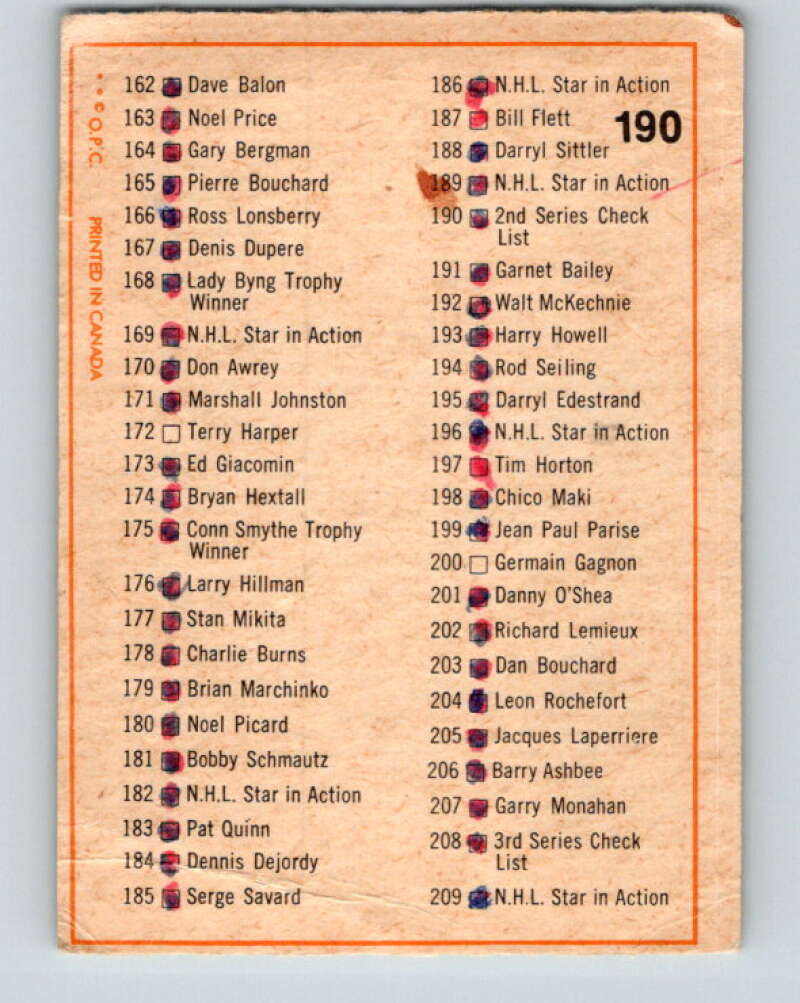 162 Dave Balon
163 Noel Price
164 Gary Bergman
165 Pierre Bouchard
166 Ross Lonsberry
167 Denis Dupere
168 Lady Byng Trophy
Winner
169 N.H.L. Star in Action
170 Don Awrey
171 Marshall Johnston
172 Terry Harper
173 Ed Giacomin
174 Bryan Hextall
175 Conn Smythe Trophy
Winner
176 Larry Hillman
177 Stan Mikita
178 Charlie Burns
179 Brian Marchinko
180 Noel Picard
181 Bobby Schmautz
182 N.H.L. Star in Action
183 Pat Quinn
184 Dennis Dejordy
185 Serge Savard
186 N.H.L. Star in Action
187 Bill Flett
190
188 Darryl Sittler
189 N.H.L. Star in Action
190 2nd Series Check
List
191 Garnet Bailey
192 Walt McKechnie
193 Harry Howell
194 Rod Seiling
195 Darryl Edestrand
196 N.H.L. Star in Action
197 Tim Horton
198 Chico Maki
199 Jean Paul Parise
200 Germain Gagnon
201 Danny O'Shea
202 Richard Lemieux
203 Dan Bouchard
204 Leon Rochefort
205 Jacques Laperriere
206 Barry Ashbee
207 Garry Monahan
208 3rd Series Check
List
209 N.H.L. Star in Action
© O.P.C. PRINTED IN CANADA